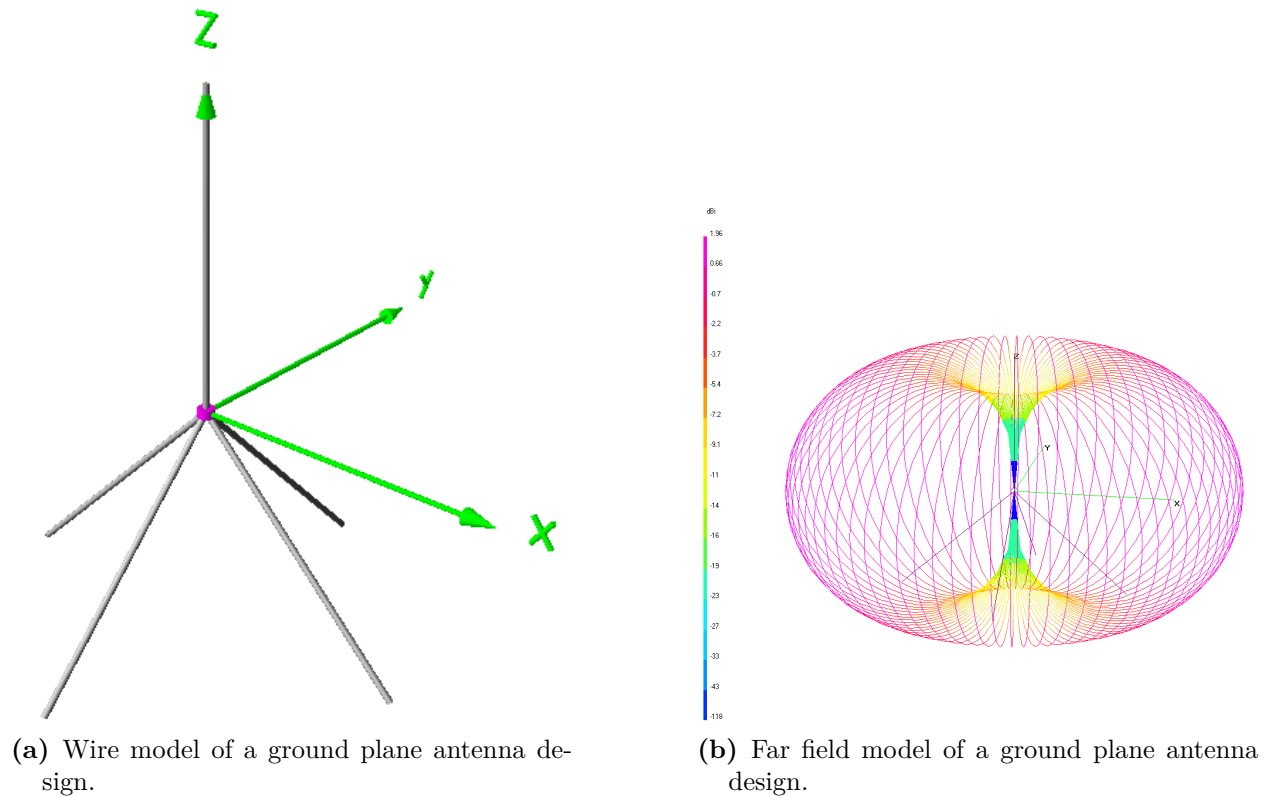 Z
y
X
dBi
1.96
0.66
-0.7
-2.2
-3.7
-5.4
-7.2
-9.1
-11
-14
-16
-19
-23
-27
-33
-43
-118
Z
Y
X
(a) Wire model of a ground plane antenna de-
sign.
(b) Far field model of a ground plane antenna
design.